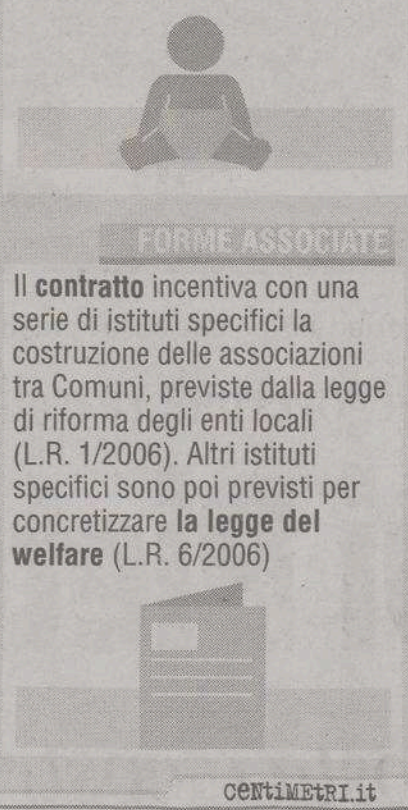 FORME ASSOCIATE
Il contratto incentiva con una
serie di istituti specifici la
costruzione delle associazioni
tra Comuni, previste dalla legge
di riforma degli enti locali
(L.R. 1/2006). Altri istituti
specifici sono poi previsti per
concretizzare la legge del
welfare (L.R. 6/2006)
CeNtiMEtRI.it